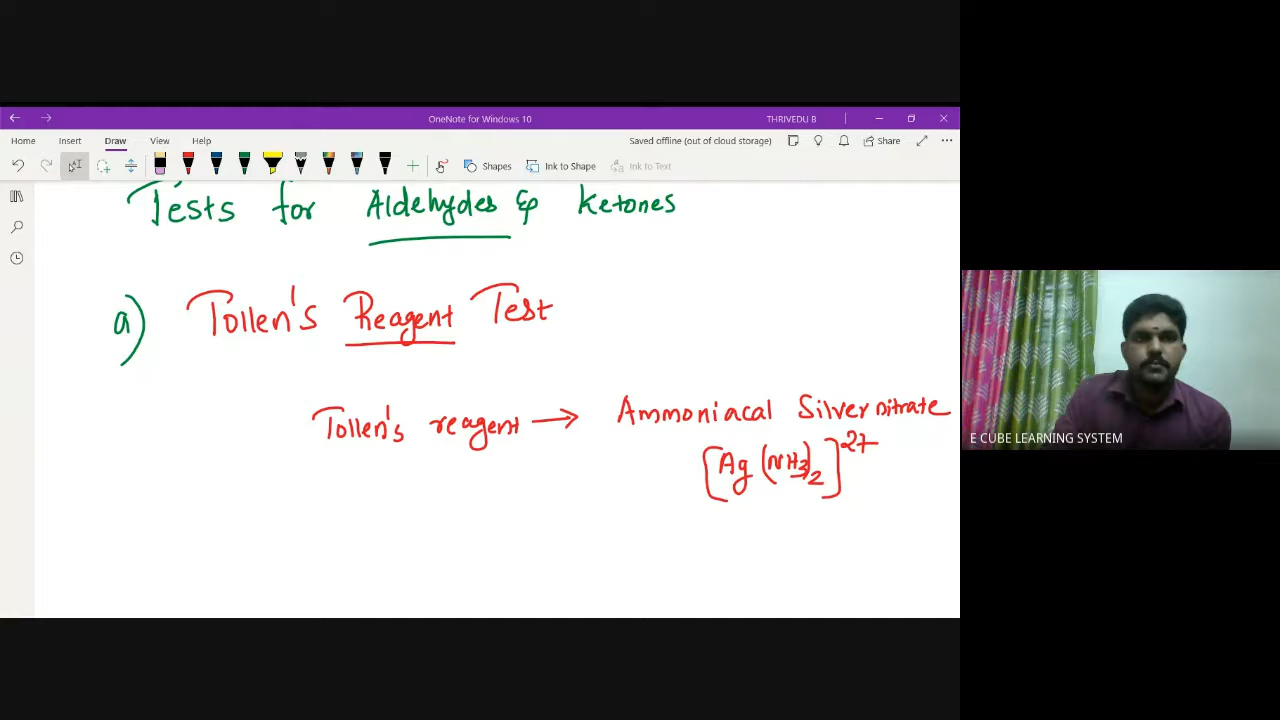 OneNote for Windows 10
THRIVEDU B
Home Insert Draw View Help
Saved offline (out of cloud storage)
Share
Shapes
Ink to Shape
Ink to Text
Tests for Aldehydes & Ketones
a) Tollen's Reagent Test
Tollen's reagent → Ammoniacal Silver nitrate
[Ag(NH3)2]2+
E CUBE LEARNING SYSTEM